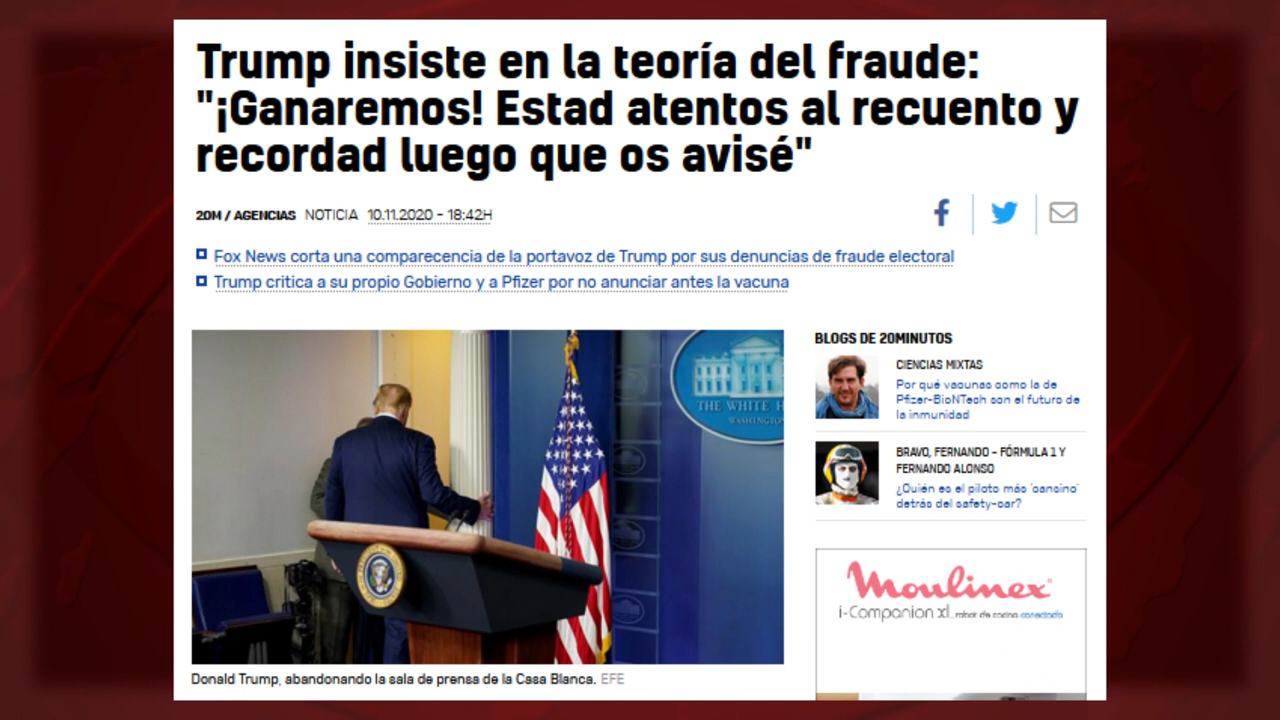 Trump insiste en la teoría del fraude:
"¡Ganaremos! Estad atentos al recuento y
recordad luego que os avisé"
20M / AGENCIAS NOTICIA 10.11.2020 - 18:42H
Fox News corta una comparecencia de la portavoz de Trump por sus denuncias de fraude electoral
Trump critica a su propio Gobierno y a Pfizer por no anunciar antes la vacuna
THE WHITE H
WASHINGTON
Donald Trump, abandonando la sala de prensa de la Casa Blanca. EFE
BLOGS DE 20MINUTOS
CIENCIAS MIXTAS
Por qué vacunas como la de
Pfizer-BioNTech son el futuro de
la inmunidad
BRAVO, FERNANDO - FÓRMULA 1 Y
FERNANDO ALONSO
¿Quién es el piloto más 'cansino'
detrás del safety-car?
Moulinex
i-Companion xl, robot de cocina conectado